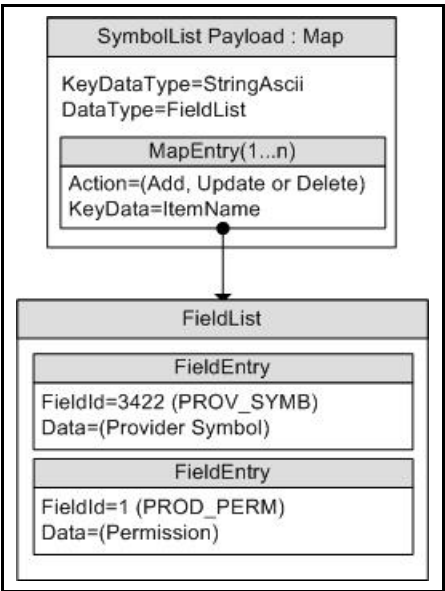 SymbolList Payload : Map
KeyDataType=StringAscii
DataType=FieldList
MapEntry(1...n)
Action=(Add, Update or Delete)
KeyData=ItemName
FieldList
FieldEntry
FieldId=3422 (PROV_SYMB)
Data=(Provider Symbol)
FieldEntry
FieldId=1 (PROD_PERM)
Data=(Permission)